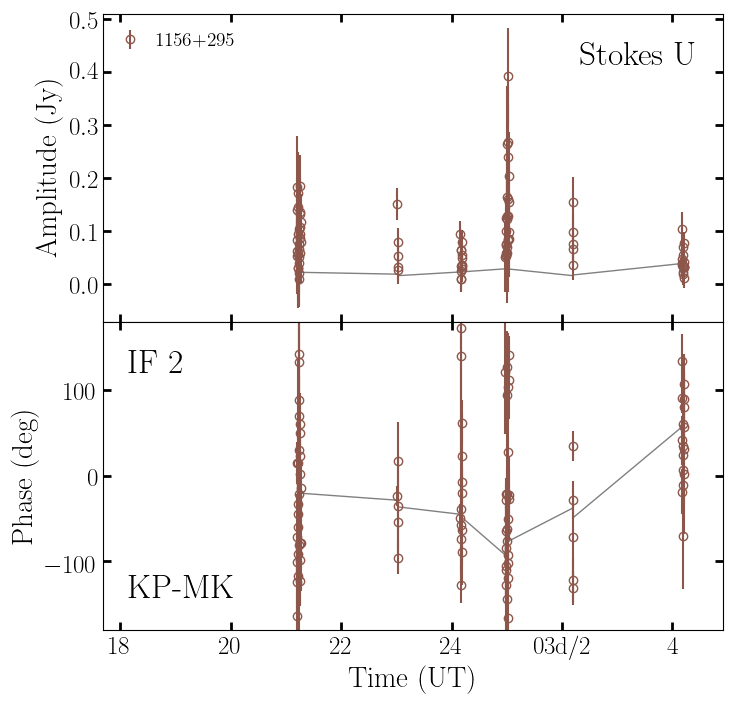 0.5
1156+295
Stokes U
0.4
0.3
0.2
0.1
0.0
Amplitude (Jy)
IF 2
100
0
−100
Phase (deg)
KP-MK
18 20 22 24 03d/2 4
Time (UT)